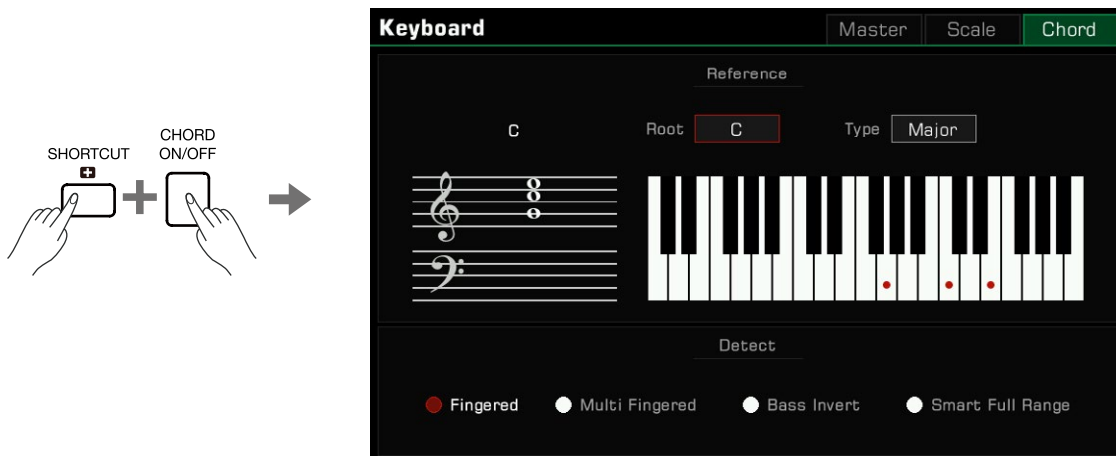 SHORTCUT
CHORD
ON/OFF
Keyboard
Master Scale Chord
Reference
C Root C Type Major
Detect
Fingered Multi Fingered Bass Invert Smart Full Range